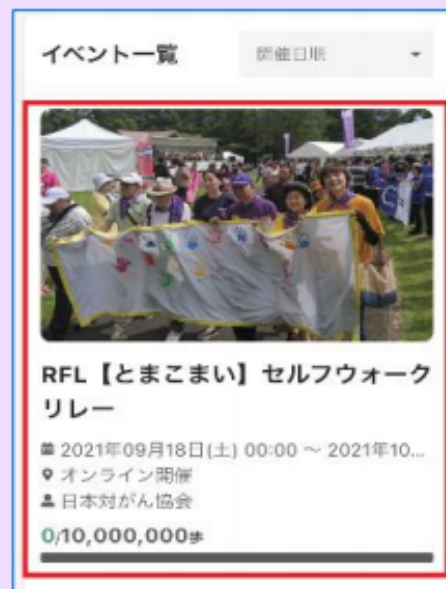 イベント一覧
開催日順
RFL【とまこまい】セルフウォーク
リレー
2021年09月18日(土) 00:00 ～ 2021年10...
オンライン開催
日本対がん協会
0/10,000,000歩